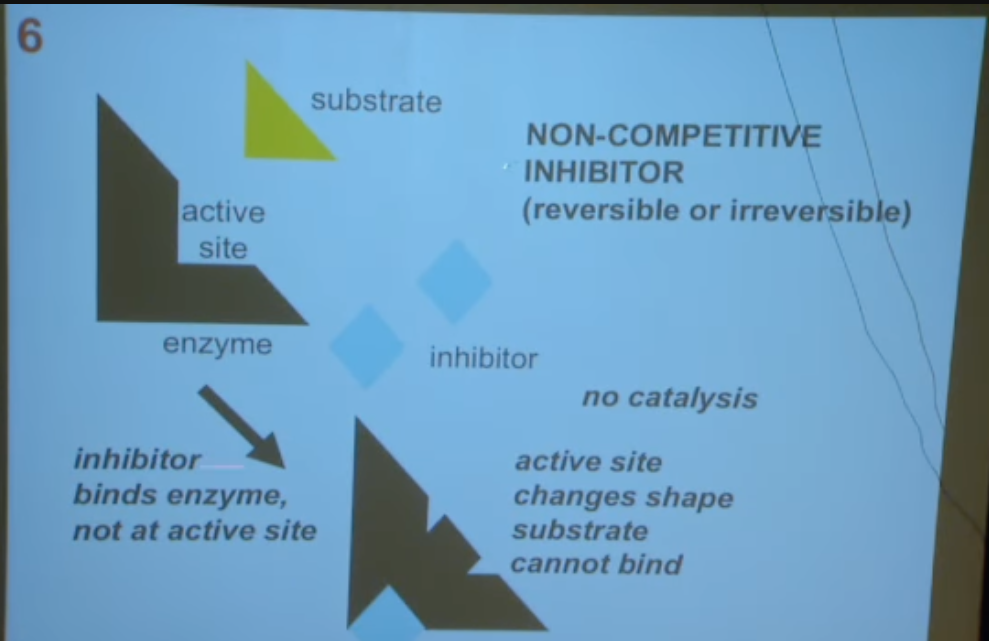 6
substrate
NON-COMPETITIVE
INHIBITOR
(reversible or irreversible)
active
site
enzyme
inhibitor
no catalysis
inhibitor
binds enzyme,
not at active site
active site
changes shape
substrate
cannot bind